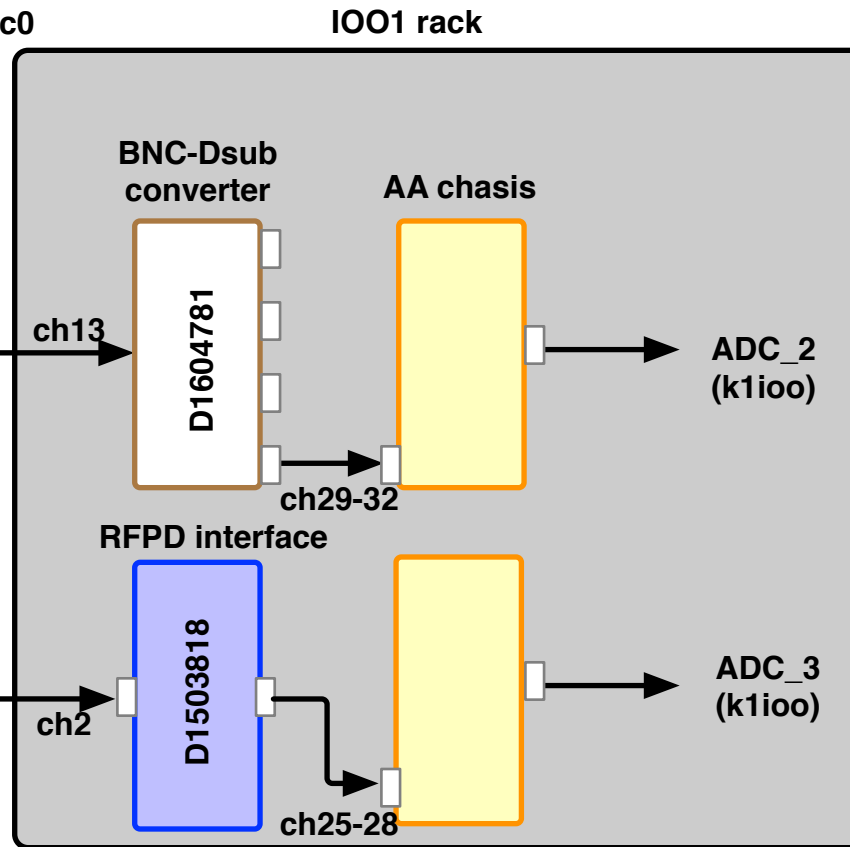 c0
IOO1 rack
BNC-Dsub
converter
AA chasis
ch13
D1604781
ADC_2
(k1ioo)
ch29-32
RFPD interface
D1503818
ch2
ADC_3
(k1ioo)
ch25-28